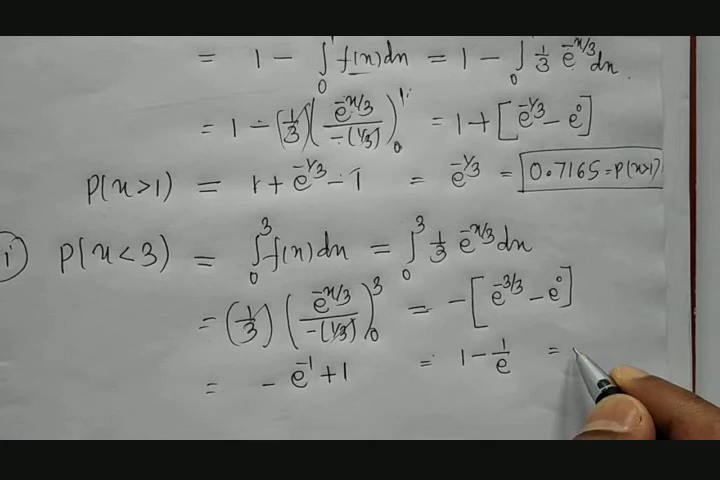 = 1 - ∫₀¹ f(x)dx = 1 - ∫₀ 1/3 e^(-x/3) dx
= 1 - (1/3) (e^(-x/3) / -(1/3))₀¹ = 1 + [e^(-1/3) - e⁰]
P(x>1) = 1 + e^(-1/3) - 1 = e^(-1/3) = 0.7165 = P(x>1)
i) P(x<3) = ∫₀³ f(x)dx = ∫₀³ 1/3 e^(-x/3) dx
= (1/3) (e^(-x/3) / -(1/3))₀³ = - [e^(-3/3) - e⁰]
= - e^(-1) + 1 = 1 - 1/e =